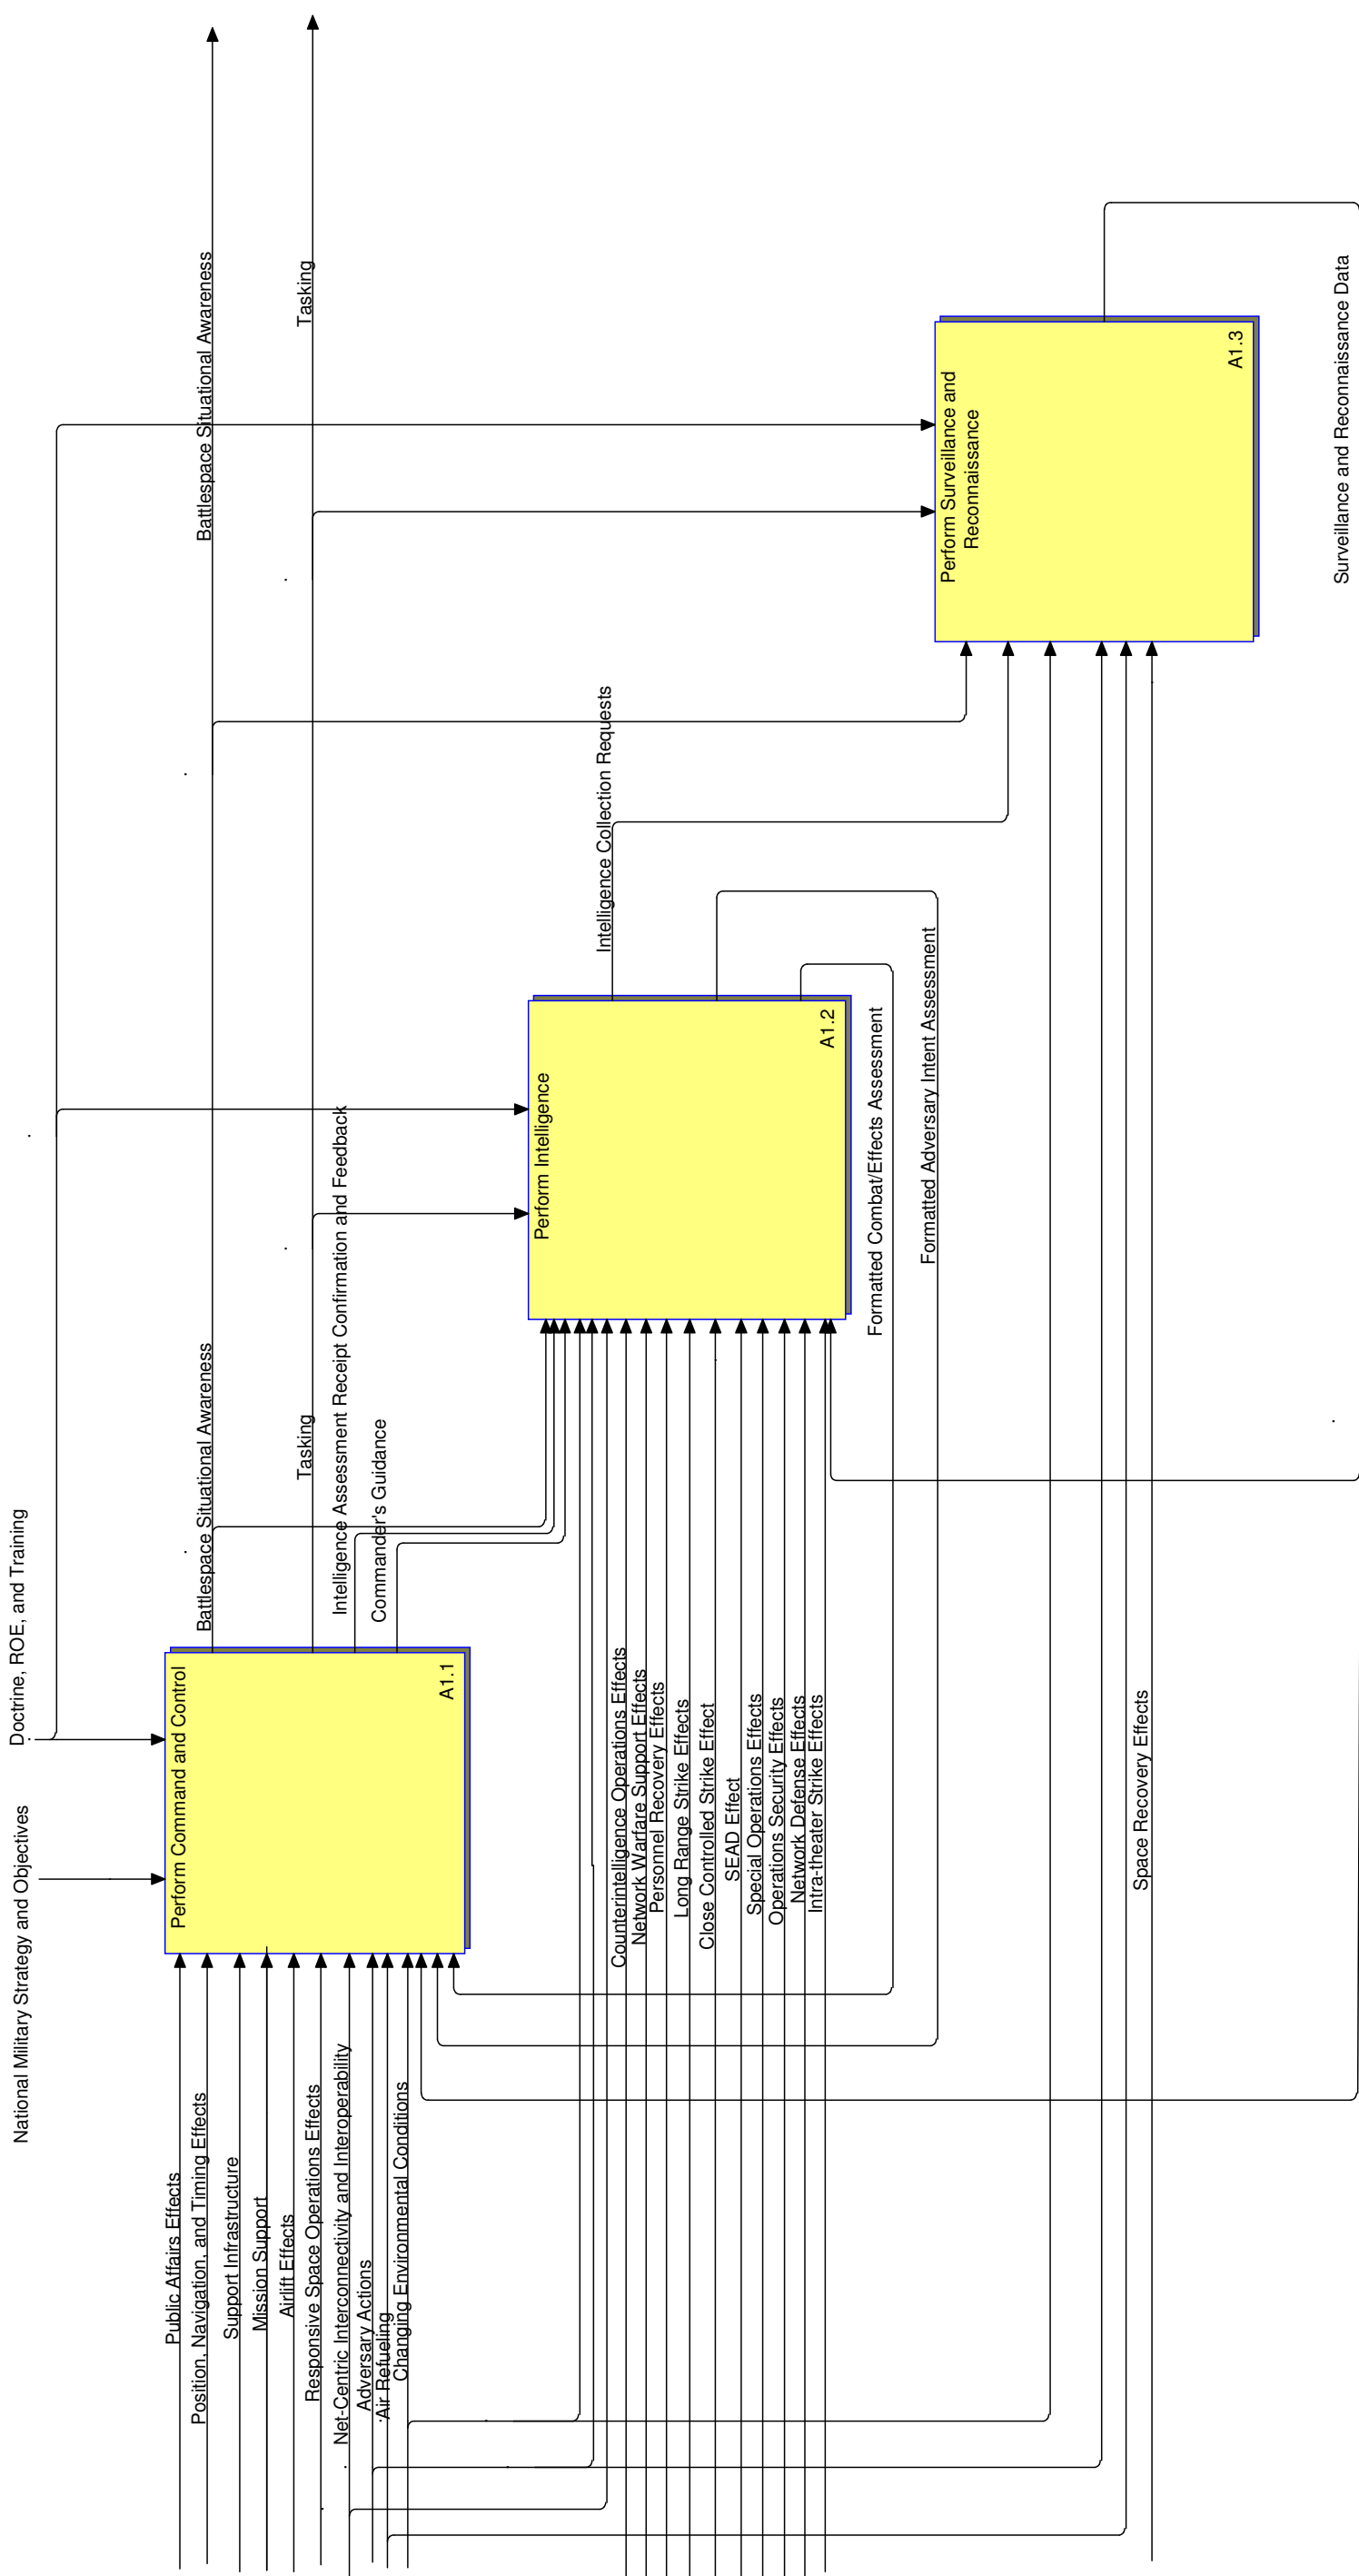 National Military Strategy and Objectives
Doctrine, ROE, and Training
Public Affairs Effects
Position, Navigation, and Timing Effects
Support Infrastructure
Mission Support
Airlift Effects
Responsive Space Operations Effects
Net-Centric Interconnectivity and Interoperability
Adversary Actions
Air Refueling
Changing Environmental Conditions
Perform Command and Control
A1.1
Battlespace Situational Awareness
Tasking
Intelligence Assessment Receipt Confirmation and Feedback
Commander's Guidance
Battlespace Situational Awareness
Tasking
Counterintelligence Operations Effects
Network Warfare Support Effects
Personnel Recovery Effects
Long Range Strike Effects
Close Controlled Strike Effect
SEAD Effect
Special Operations Effects
Operations Security Effects
Network Defense Effects
Intra-theater Strike Effects
Perform Intelligence
A1.2
Intelligence Collection Requests
Formatted Combat/Effects Assessment
Formatted Adversary Intent Assessment
Space Recovery Effects
Perform Surveillance and
Reconnaissance
A1.3
Surveillance and Reconnaissance Data